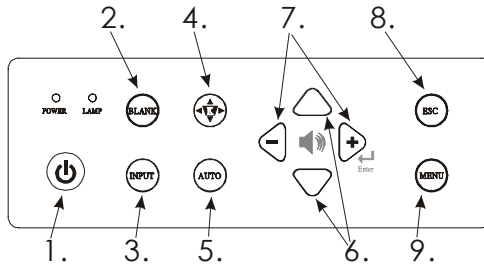 2. 4. 7. 8.
POWER LAMP BLANK ESC
INPUT AUTO Enter MENU
1. 3. 5. 6. 9.